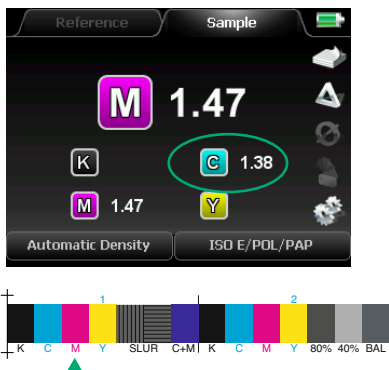 Reference Sample
M 1.47
K C 1.38
M 1.47 Y
Automatic Density ISO E/POL/PAP
1 2
K C M Y SLUR C+M K C M Y 80% 40% BAL